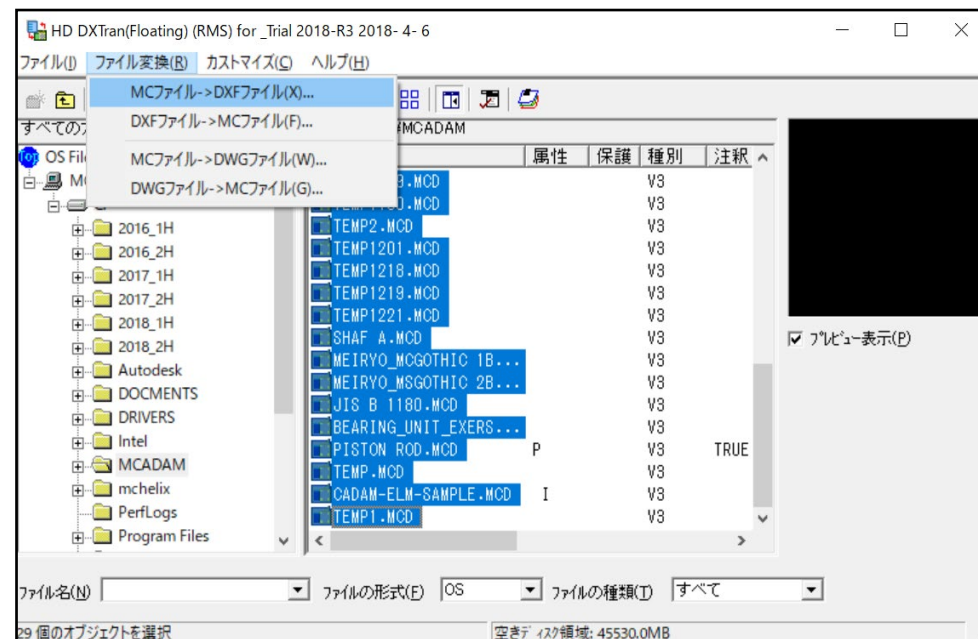 HD DXTran(Floating) (RMS) for _Trial 2018-R3 2018- 4- 6
ファイル(I) ファイル変換(R) カストマイズ(C) ヘルプ(H)
MCファイル->DXFファイル(X)...
DXFファイル->MCファイル(F)...
MCファイル->DWGファイル(W)...
DWGファイル->MCファイル(G)...
すべての
¥MCADAM
属性 保護 種別 注釈
OS Fil
.MCD V3
.MCD V3
TEMP2.MCD V3
2016_1H
TEMP1201.MCD V3
2016_2H
TEMP1218.MCD V3
2017_1H
TEMP1219.MCD V3
2017_2H
TEMP1221.MCD V3
2018_1H
SHAF A.MCD V3
プレビュー表示(P)
2018_2H
MEIRYO_MCGOTHIC 1B... V3
Autodesk
MEIRYO_MSGOTHIC 2B... V3
DOCMENTS
JIS B 1180.MCD V3
DRIVERS
BEARING_UNIT_EXERS... V3
Intel
PISTON ROD.MCD P V3 TRUE
MCADAM
TEMP.MCD V3
mchelix
CADAM-ELM-SAMPLE.MCD I V3
PerfLogs
TEMP1.MCD V3
Program Files
ファイル名(N) ファイルの形式(F) OS ファイルの種類(T) すべて
29 個のオブジェクトを選択 空きディスク領域: 45530.0MB